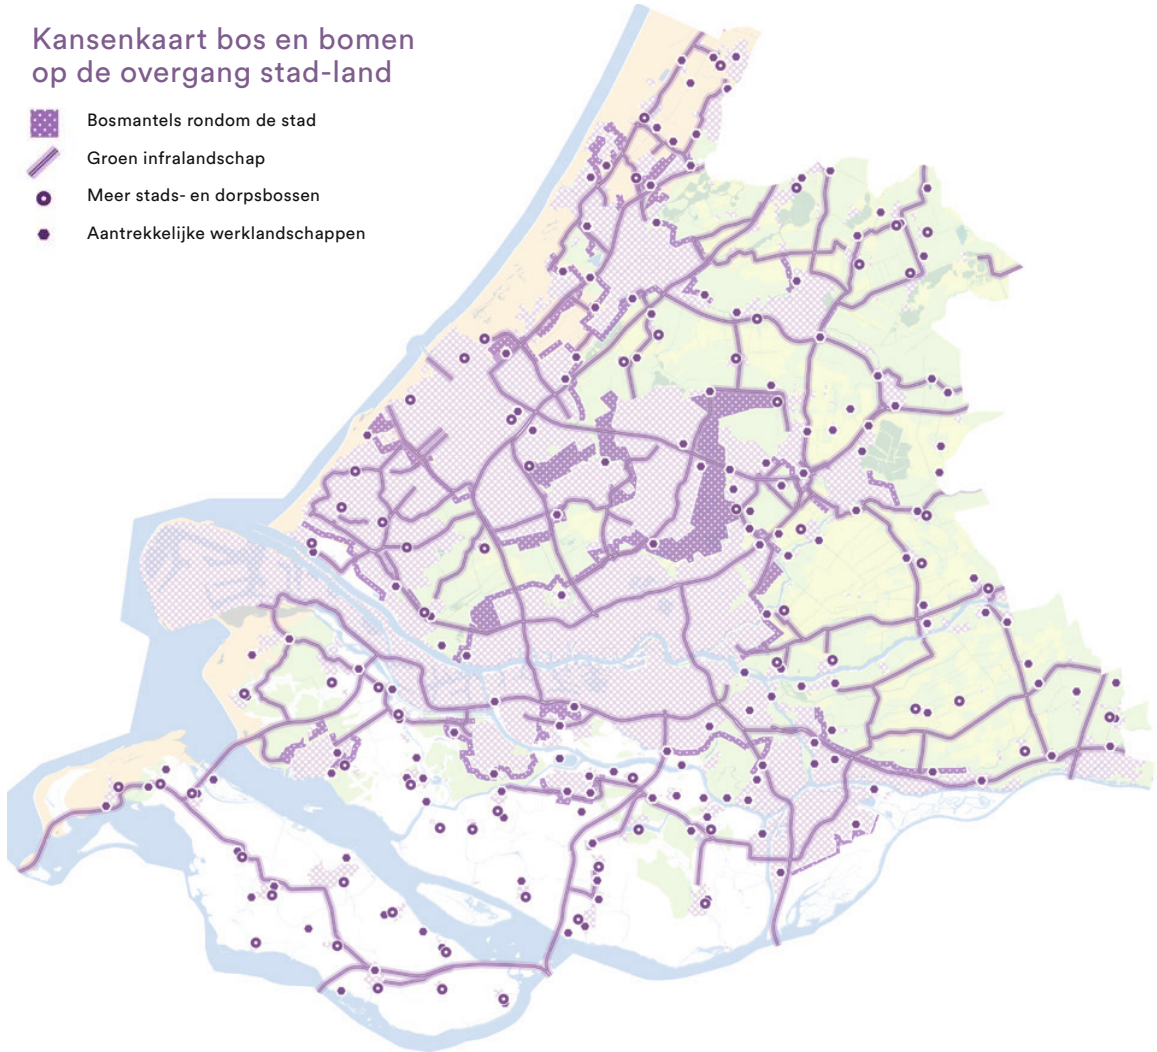 Kansenkaart bos en bomen
op de overgang stad-land
Bosmantels rondom de stad
Groen infralandschap
Meer stads- en dorpsbossen
Aantrekkelijke werklandschappen